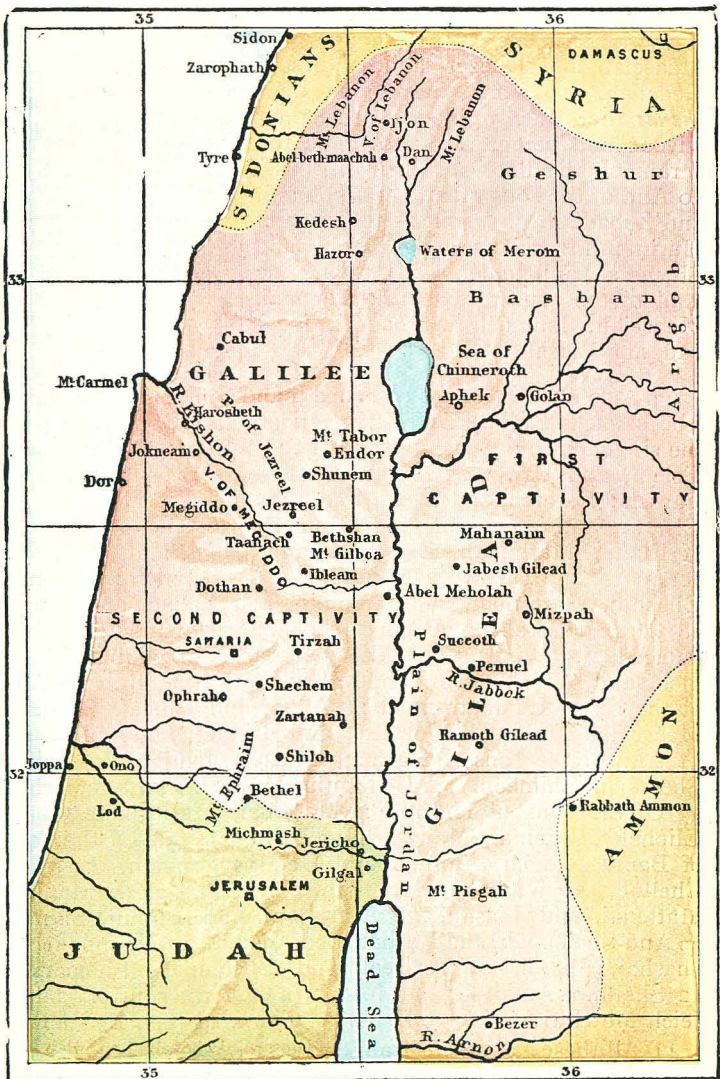 35
36
Sidon
SIDONIANS
SYRIA
DAMASCUS
Zarophath
Mt. Lebanon
V. of Lebanon
Ijon
Mt. Lebanon
Tyre
Abel-beth-maachah
Dan
Geshur
Kedesh
Hazor
Waters of Merom
33
33
Bashan
Argob
Cabul
Sea of
Chinneroth
GALILEE
Mt. Carmel
Aphek
Golan
R. Kishon
Harosheth
P. of Jezreel
Mt. Tabor
Endor
FIRST
CAPTIVITY
Jokneam
Shunem
Dor
V. OF MEGIDDO
Megiddo
Jezreel
Taanach
Bethshan
Mt. Gilboa
Mahanaim
Ibleam
Jabesh Gilead
Dothan
Abel Meholah
SECOND CAPTIVITY
Mizpah
GILEAD
SAMARIA
Tirzah
Succoth
Plain of Jordan
Penuel
R. Jabbok
Shechem
Ophrah
Zartanah
Ramoth Gilead
AMMON
Joppa
Ono
Shiloh
32
32
Mt. Ephraim
Lod
Bethel
Rabbath Ammon
Michmash
Jericho
Gilgal
JERUSALEM
Mt. Pisgah
JUDAH
Dead Sea
Bezer
R. Arnon
35
36